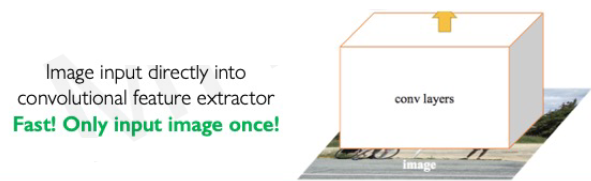 Image input directly into
convolutional feature extractor
Fast! Only input image once!
conv layers
image